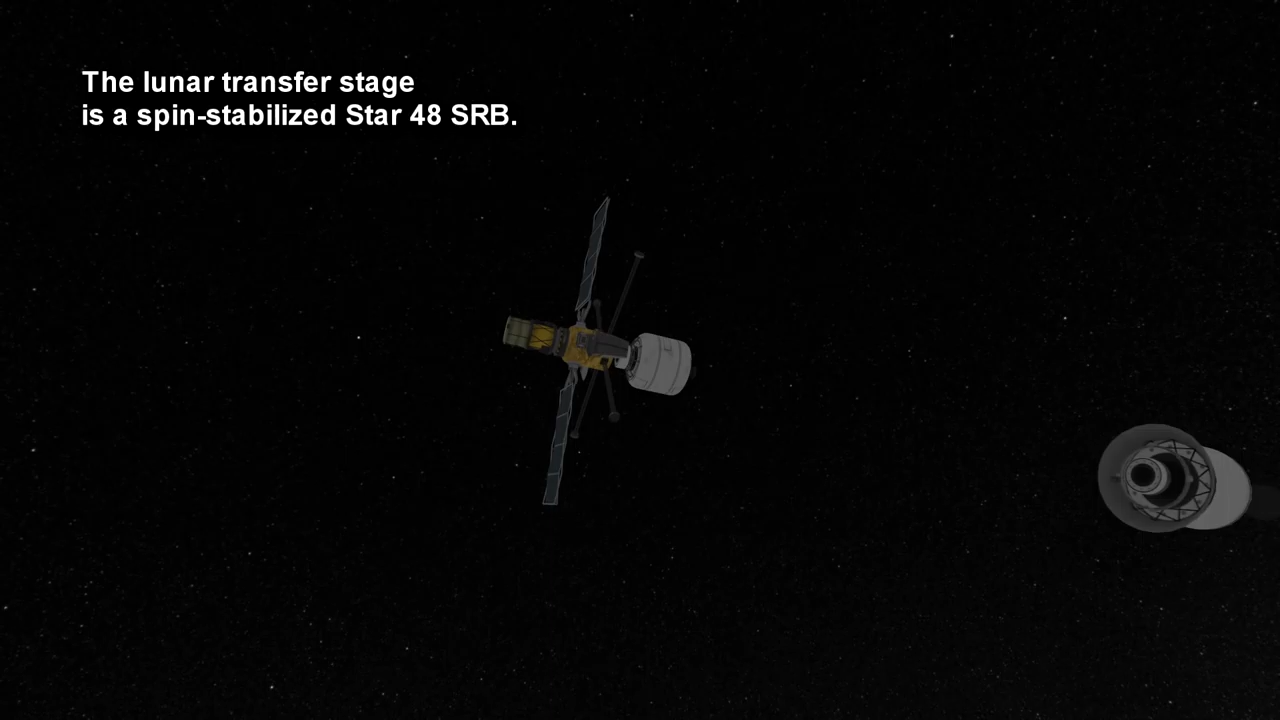 The lunar transfer stage
is a spin-stabilized Star 48 SRB.